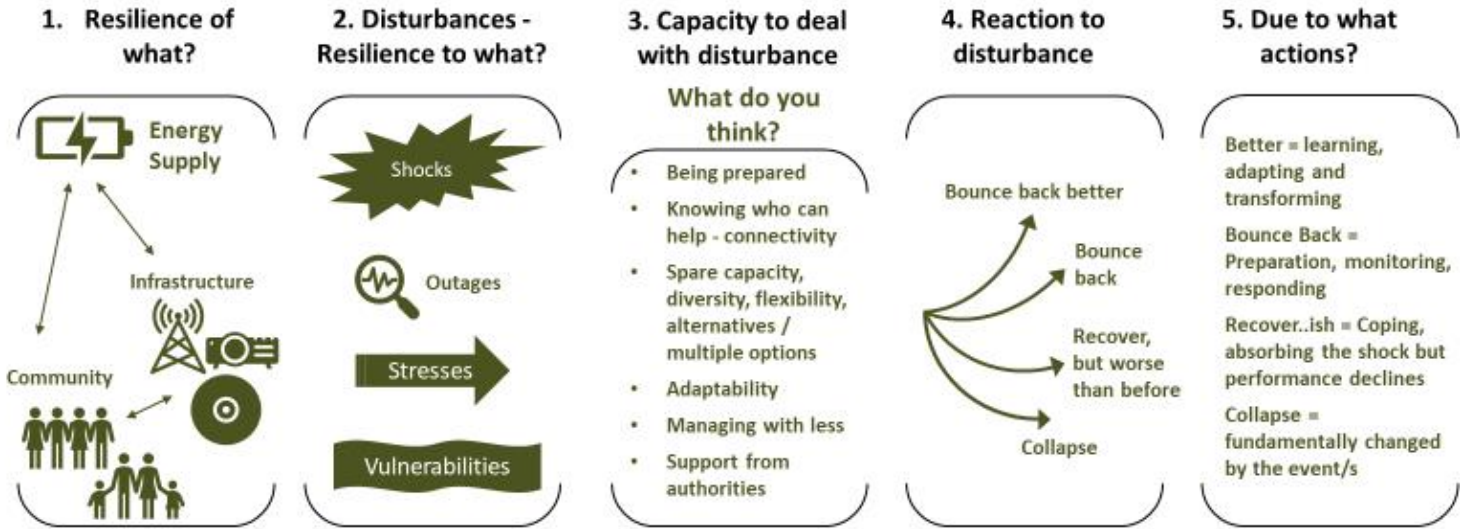 1. Resilience of
what?
Energy
Supply
Infrastructure
Community
2. Disturbances -
Resilience to what?
Shocks
Outages
Stresses
Vulnerabilities
3. Capacity to deal
with disturbance
What do you
think?
• Being prepared
• Knowing who can
help - connectivity
• Spare capacity,
diversity, flexibility,
alternatives /
multiple options
• Adaptability
• Managing with less
• Support from
authorities
4. Reaction to
disturbance
Bounce back better
Bounce
back
Recover,
but worse
than before
Collapse
5. Due to what
actions?
Better = learning,
adapting and
transforming
Bounce Back =
Preparation, monitoring,
responding
Recover..ish = Coping,
absorbing the shock but
performance declines
Collapse =
fundamentally changed
by the event/s